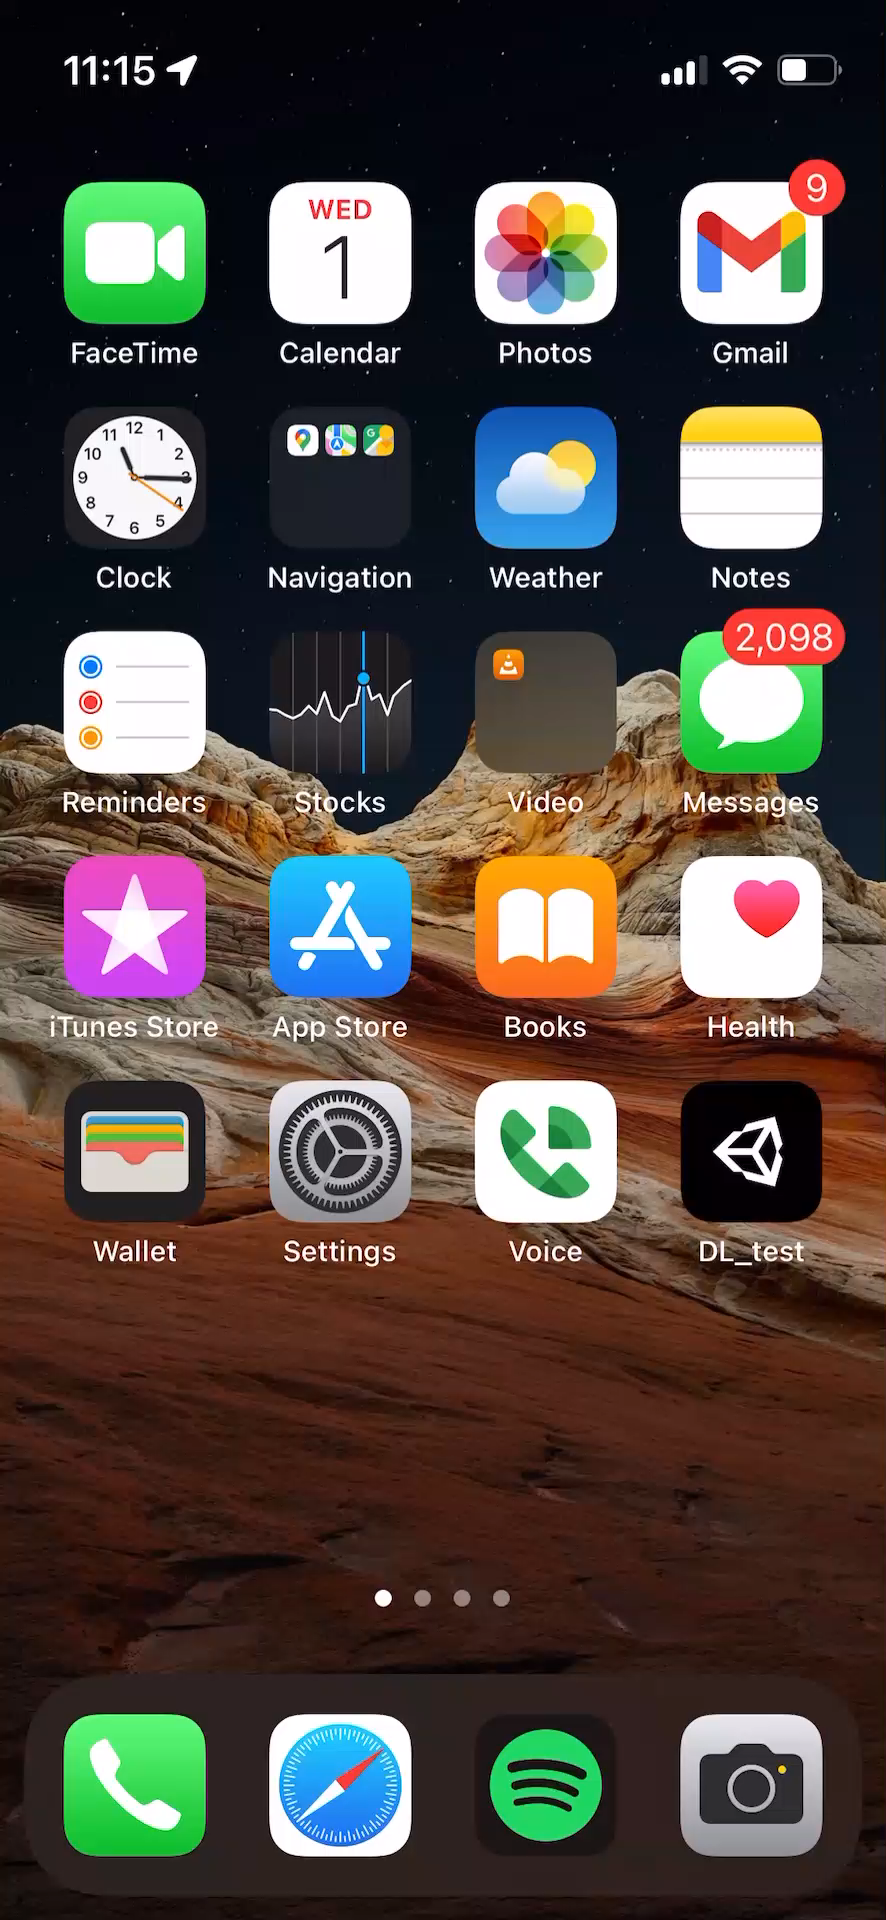 11:15
9
WED
1
FaceTime Calendar Photos Gmail
12
11 1
10 2
9 3
8 4
7 5
6
Clock Navigation Weather Notes
2,098
Reminders Stocks Video Messages
iTunes Store App Store Books Health
Wallet Settings Voice DL_test